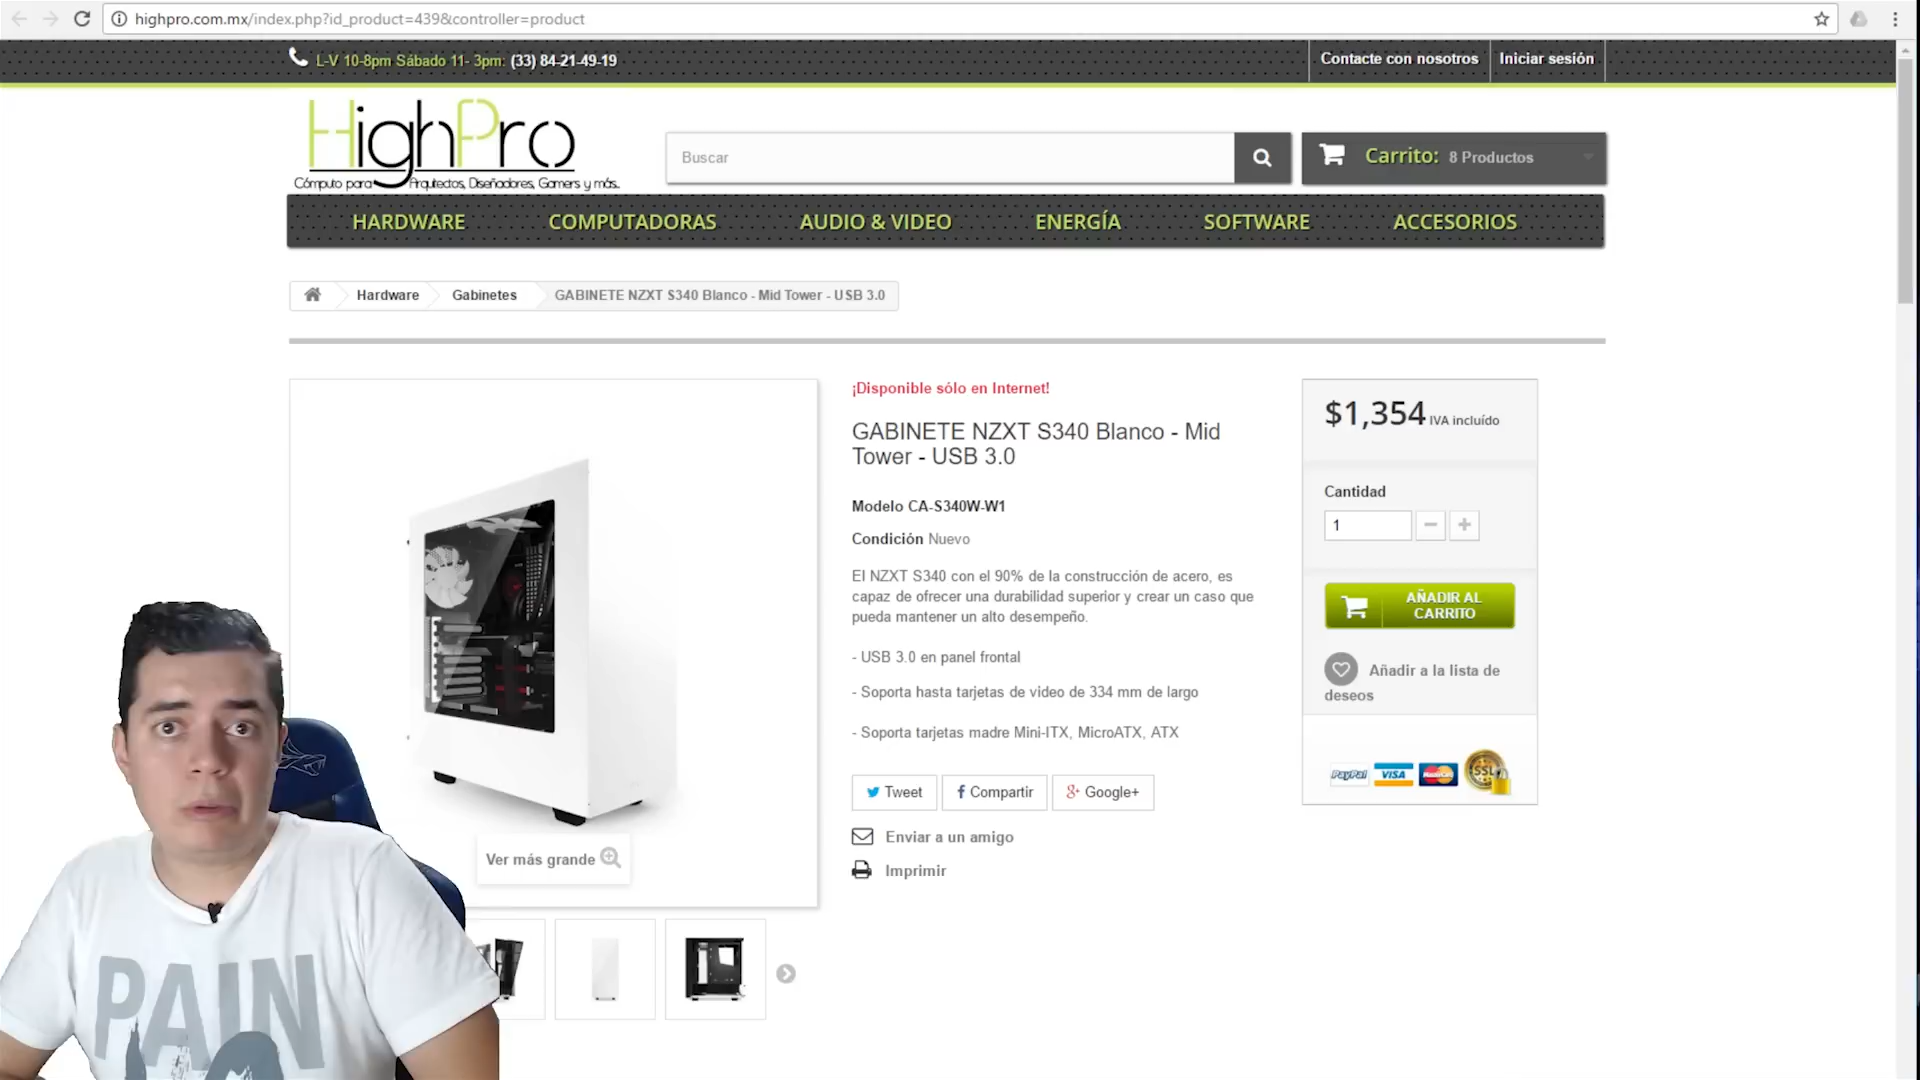 highpro.com.mx/index.php?id_product=439&controller=product
L-V 10-8pm Sábado 11- 3pm: (33) 84-21-49-19
Contacte con nosotros
Iniciar sesión
HighPro
Cómputo para Arquitectos, Diseñadores, Gamers y más..
Buscar
Carrito: 8 Productos
HARDWARE
COMPUTADORAS
AUDIO & VIDEO
ENERGÍA
SOFTWARE
ACCESORIOS
Hardware
Gabinetes
GABINETE NZXT S340 Blanco - Mid Tower - USB 3.0
¡Disponible sólo en Internet!
GABINETE NZXT S340 Blanco - Mid
Tower - USB 3.0
Modelo CA-S340W-W1
Condición Nuevo
El NZXT S340 con el 90% de la construcción de acero, es
capaz de ofrecer una durabilidad superior y crear un caso que
pueda mantener un alto desempeño.
- USB 3.0 en panel frontal
- Soporta hasta tarjetas de video de 334 mm de largo
- Soporta tarjetas madre Mini-ITX, MicroATX, ATX
Tweet
Compartir
Google+
Enviar a un amigo
Imprimir
$1,354 IVA incluído
Cantidad
1
AÑADIR AL
CARRITO
Añadir a la lista de
deseos
PayPal
VISA
MasterCard
SSL
Ver más grande
PAIN